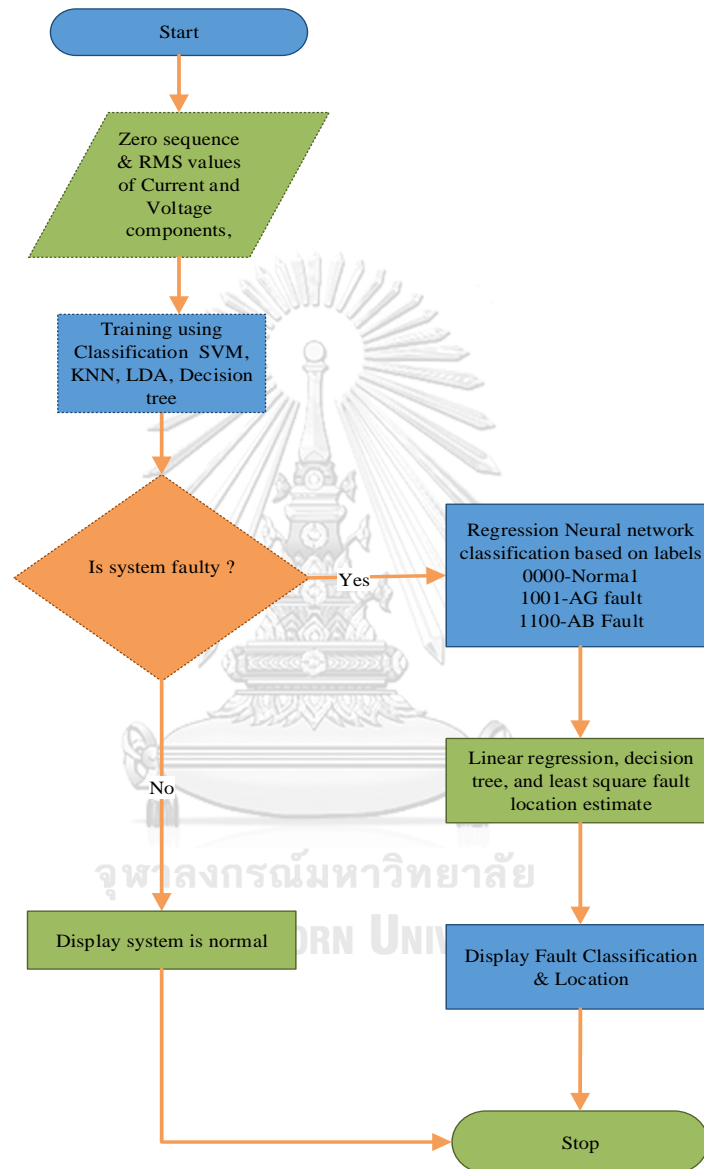 Start
Zero sequence
& RMS values
of Current and
Voltage
components,
Training using
Classification SVM,
KNN, LDA, Decision
tree
Is system faulty ?
Yes
Regression Neural network
classification based on labels
0000-Normal
1001-AG fault
1100-AB Fault
Linear regression, decision
tree, and least square fault
location estimate
No
จุฬาลงกรณ์มหาวิทยาลัย
Display system is normal
Display Fault Classification
& Location
Stop